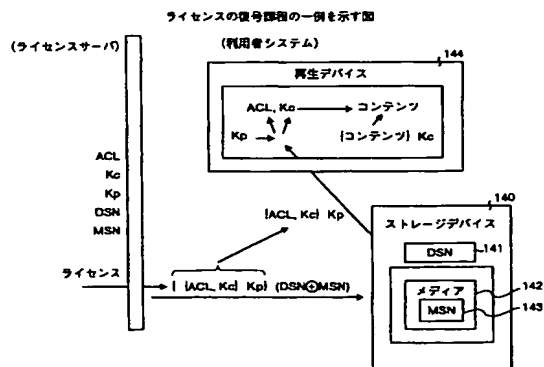 ライセンスの復号課程の一例を示す図
(ライセンスサーバ)
(利用者システム)
144
再生デバイス
ACL, Kc
コンテンツ
Kp
{コンテンツ} Kc
ACL
Kc
Kp
DSN
MSN
{ACL, Kc} Kp
140
ストレージデバイス
DSN
141
メディア
142
MSN
143
ライセンス
{ {ACL, Kc} Kp} (DSN⊕MSN)